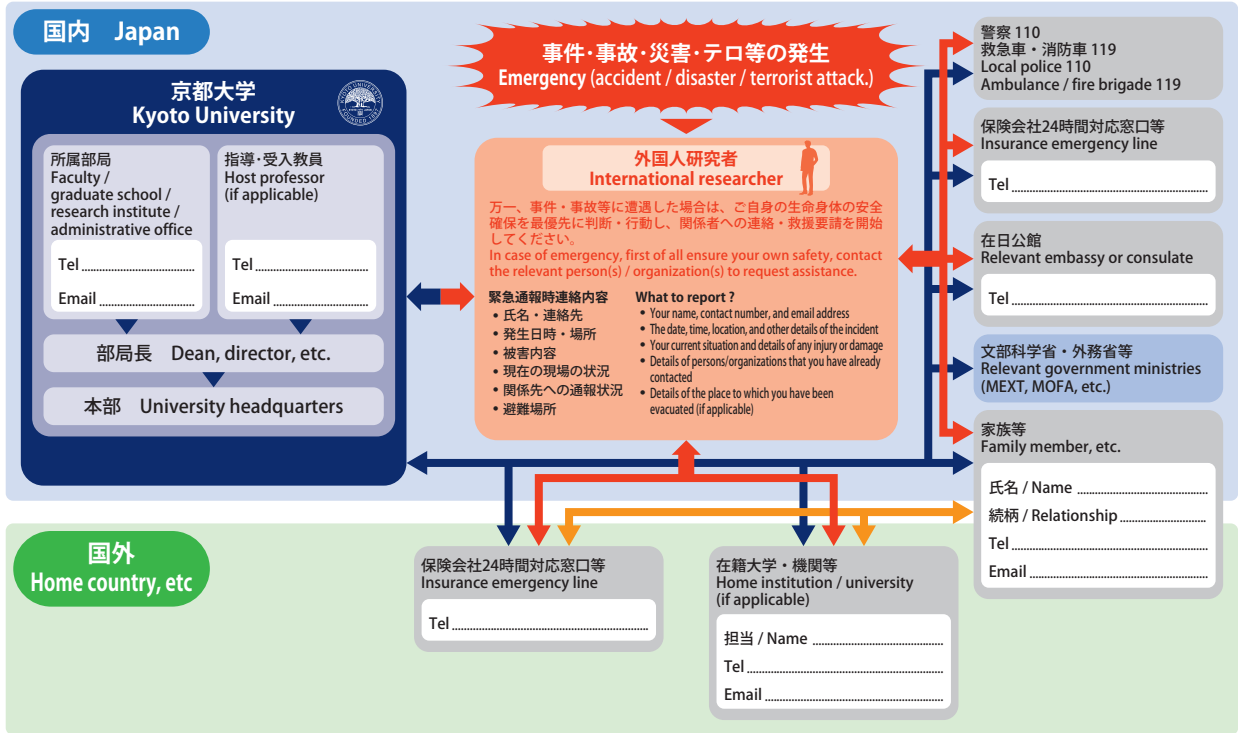 国内 Japan
事件・事故・災害・テロ等の発生
Emergency (accident / disaster / terrorist attack.)
京都大学
Kyoto University
KYOTO UNIVERSITY
FOUNDED 1897
所属部局
Faculty /
graduate school /
research institute /
administrative office
Tel
Email
指導・受入教員
Host professor
(if applicable)
Tel
Email
部局長 Dean, director, etc.
本部 University headquarters
外国人研究者
International researcher
万一、事件・事故等に遭遇した場合は、ご自身の生命身体の安全
確保を最優先に判断・行動し、関係者への連絡・救援要請を開始
してください。
In case of emergency, first of all ensure your own safety, contact
the relevant person(s) / organization(s) to request assistance.
緊急通報時連絡内容
• 氏名・連絡先
• 発生日時・場所
• 被害内容
• 現在の現場の状況
• 関係先への通報状況
• 避難場所
What to report ?
• Your name, contact number, and email address
• The date, time, location, and other details of the incident
• Your current situation and details of any injury or damage
• Details of persons/organizations that you have already
contacted
• Details of the place to which you have been
evacuated (if applicable)
警察 110
救急車・消防車 119
Local police 110
Ambulance / fire brigade 119
保険会社24時間対応窓口等
Insurance emergency line
Tel
在日公館
Relevant embassy or consulate
Tel
文部科学省・外務省等
Relevant government ministries
(MEXT, MOFA, etc.)
家族等
Family member, etc.
氏名 / Name
続柄 / Relationship
Tel
Email
国外
Home country, etc
保険会社24時間対応窓口等
Insurance emergency line
Tel
在籍大学・機関等
Home institution / university
(if applicable)
担当 / Name
Tel
Email